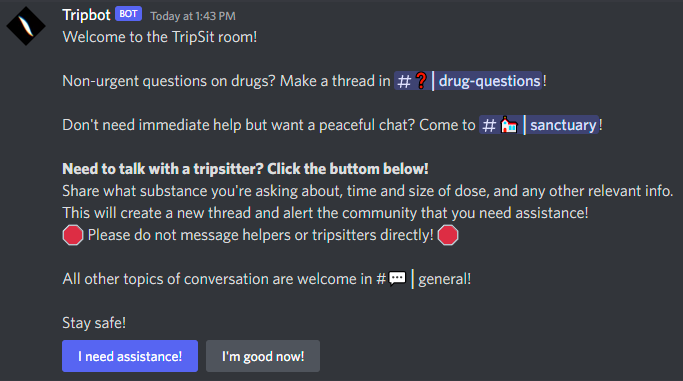 Tripbot BOT Today at 1:43 PM
Welcome to the TripSit room!
Non-urgent questions on drugs? Make a thread in #❓| drug-questions!
Don't need immediate help but want a peaceful chat? Come to #💒| sanctuary!
Need to talk with a tripsitter? Click the buttom below!
Share what substance you're asking about, time and size of dose, and any other relevant info.
This will create a new thread and alert the community that you need assistance!
🛑 Please do not message helpers or tripsitters directly! 🛑
All other topics of conversation are welcome in #💬| general!
Stay safe!
I need assistance! I'm good now!